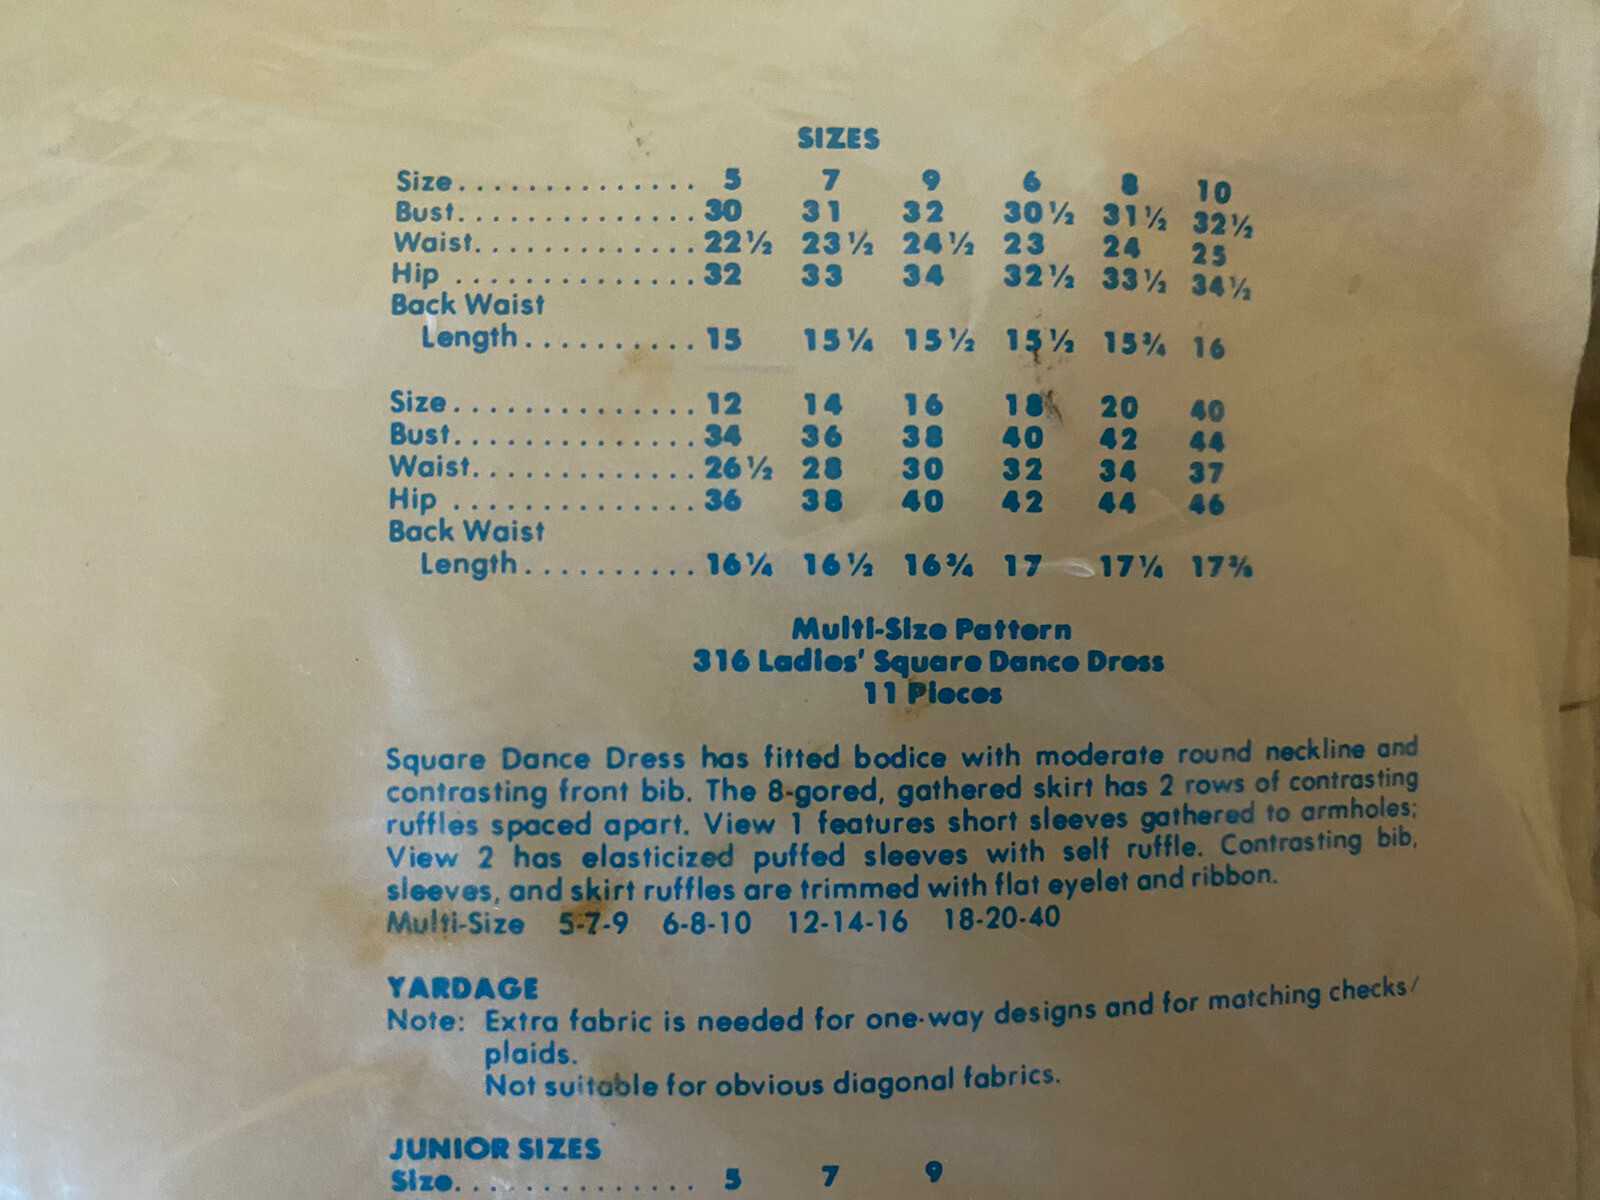 SIZES
Size.............. 5 7 9 6 8 10
Bust.............. 30 31 32 30½ 31½ 32½
Waist............. 22½ 23½ 24½ 23 24 25
Hip .............. 32 33 34 32½ 33½ 34½
Back Waist
Length.......... 15 15¼ 15½ 15½ 15¾ 16
Size.............. 12 14 16 18 20 40
Bust.............. 34 36 38 40 42 44
Waist............. 26½ 28 30 32 34 37
Hip .............. 36 38 40 42 44 46
Back Waist
Length.......... 16¼ 16½ 16¾ 17 17¼ 17⅜
Multi-Size Pattern
316 Ladies' Square Dance Dress
11 Pieces
Square Dance Dress has fitted bodice with moderate round neckline and
contrasting front bib. The 8-gored, gathered skirt has 2 rows of contrasting
ruffles spaced apart. View 1 features short sleeves gathered to armholes;
View 2 has elasticized puffed sleeves with self ruffle. Contrasting bib,
sleeves, and skirt ruffles are trimmed with flat eyelet and ribbon.
Multi-Size 5-7-9 6-8-10 12-14-16 18-20-40
YARDAGE
Note: Extra fabric is needed for one-way designs and for matching checks/
plaids.
Not suitable for obvious diagonal fabrics.
JUNIOR SIZES
Size.............. 5 7 9